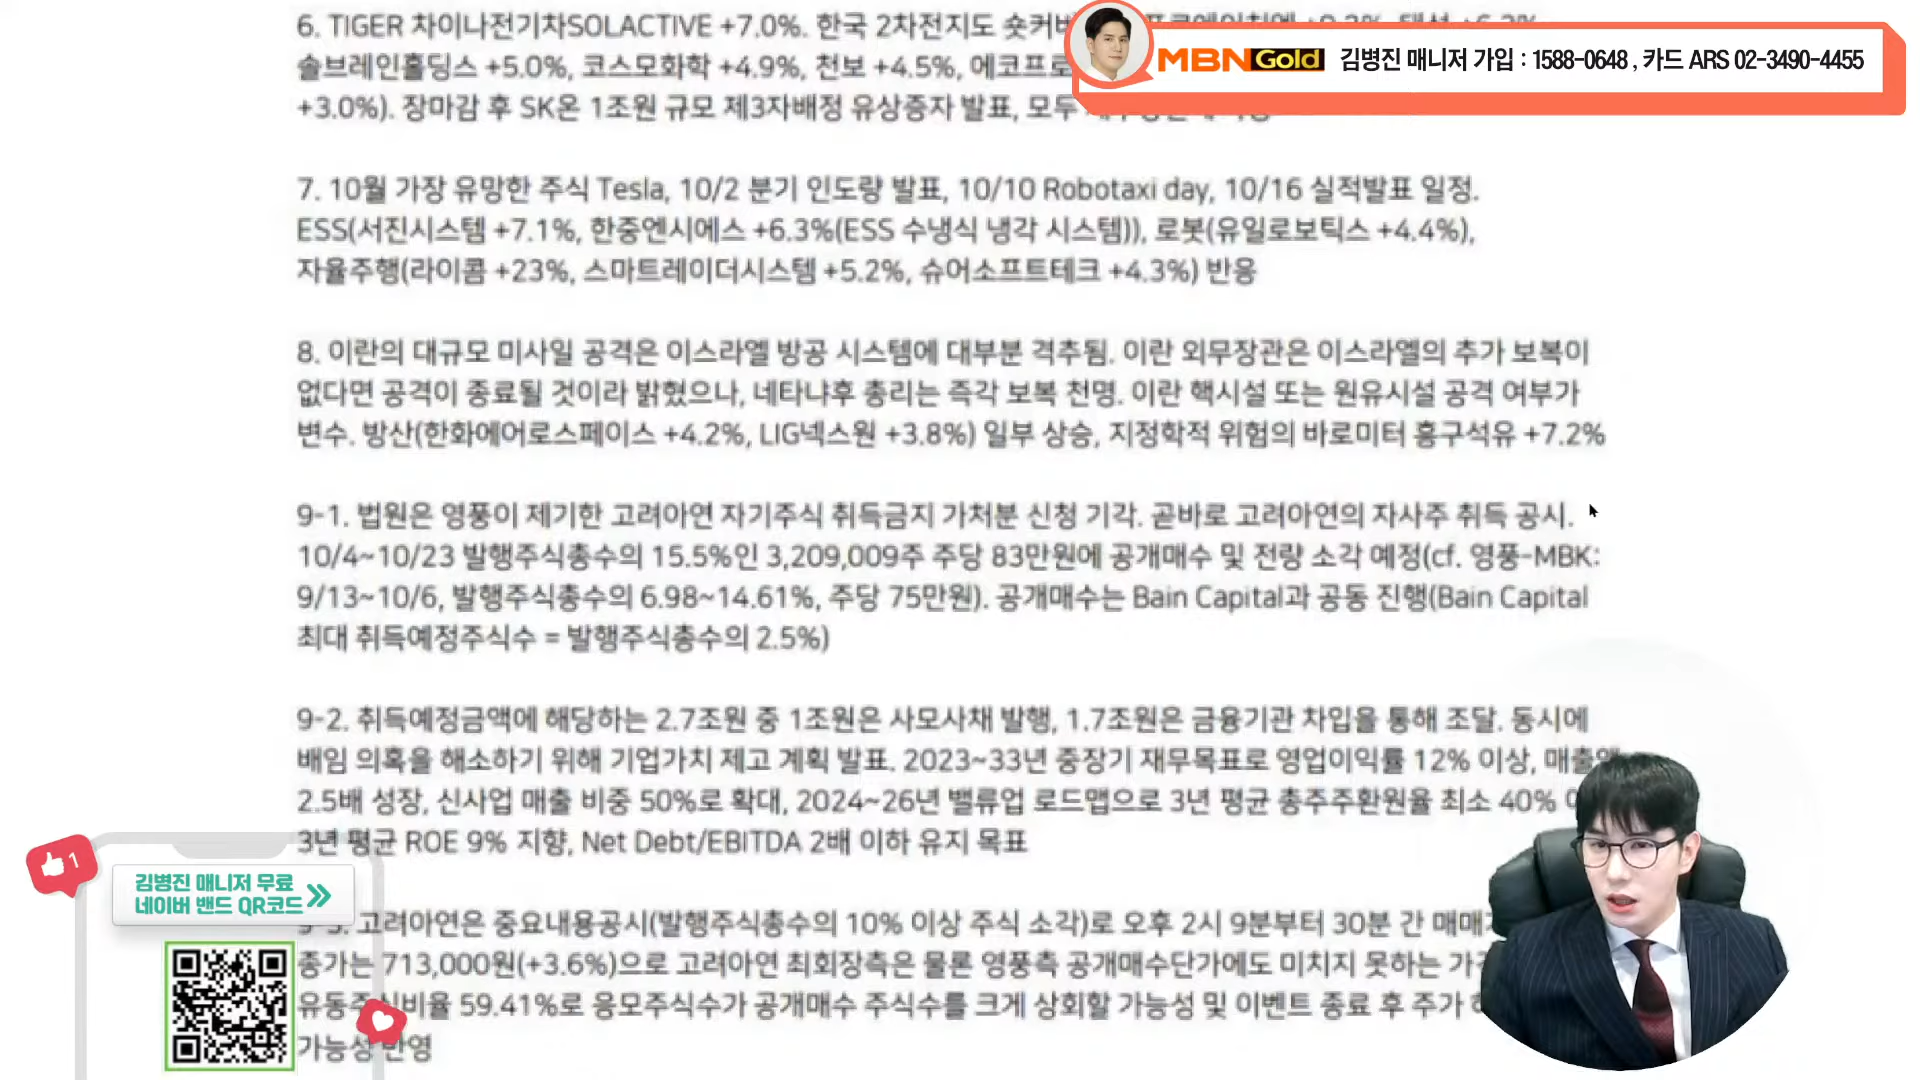 6. TIGER 차이나전기차SOLACTIVE +7.0%. 한국 2차전지도 숏커버
솔브레인홀딩스 +5.0%, 코스모화학 +4.9%, 천보 +4.5%, 에코프로
+3.0%). 장마감 후 SK온 1조원 규모 제3자배정 유상증자 발표, 모두
MBN Gold 김병진 매니저 가입 : 1588-0648 , 카드 ARS 02-3490-4455
7. 10월 가장 유망한 주식 Tesla, 10/2 분기 인도량 발표, 10/10 Robotaxi day, 10/16 실적발표 일정.
ESS(서진시스템 +7.1%, 한중엔시에스 +6.3%(ESS 수냉식 냉각 시스템)), 로봇(유일로보틱스 +4.4%),
자율주행(라이콤 +23%, 스마트레이더시스템 +5.2%, 슈어소프트테크 +4.3%) 반응
8. 이란의 대규모 미사일 공격은 이스라엘 방공 시스템에 대부분 격추됨. 이란 외무장관은 이스라엘의 추가 보복이
없다면 공격이 종료될 것이라 밝혔으나, 네타냐후 총리는 즉각 보복 천명. 이란 핵시설 또는 원유시설 공격 여부가
변수. 방산(한화에어로스페이스 +4.2%, LIG넥스원 +3.8%) 일부 상승, 지정학적 위험의 바로미터 흥구석유 +7.2%
9-1. 법원은 영풍이 제기한 고려아연 자기주식 취득금지 가처분 신청 기각. 곧바로 고려아연의 자사주 취득 공시.
10/4~10/23 발행주식총수의 15.5%인 3,209,009주 주당 83만원에 공개매수 및 전량 소각 예정(cf. 영풍-MBK:
9/13~10/6, 발행주식총수의 6.98~14.61%, 주당 75만원). 공개매수는 Bain Capital과 공동 진행(Bain Capital
최대 취득예정주식수 = 발행주식총수의 2.5%)
9-2. 취득예정금액에 해당하는 2.7조원 중 1조원은 사모사채 발행, 1.7조원은 금융기관 차입을 통해 조달. 동시에
배임 의혹을 해소하기 위해 기업가치 제고 계획 발표. 2023~33년 중장기 재무목표로 영업이익률 12% 이상, 매출액
2.5배 성장, 신사업 매출 비중 50%로 확대, 2024~26년 밸류업 로드맵으로 3년 평균 총주주환원율 최소 40%
3년 평균 ROE 9% 지향, Net Debt/EBITDA 2배 이하 유지 목표
9-3. 고려아연은 중요내용공시(발행주식총수의 10% 이상 주식 소각)로 오후 2시 9분부터 30분 간
종가는 713,000원(+3.6%)으로 고려아연 최회장측은 물론 영풍측 공개매수단가에도 미치지 못하는
유동주식비율 59.41%로 응모주식수가 공개매수 주식수를 크게 상회할 가능성 및 이벤트 종료 후 주가
가능성 반영
1
김병진 매니저 무료
네이버 밴드 QR코드